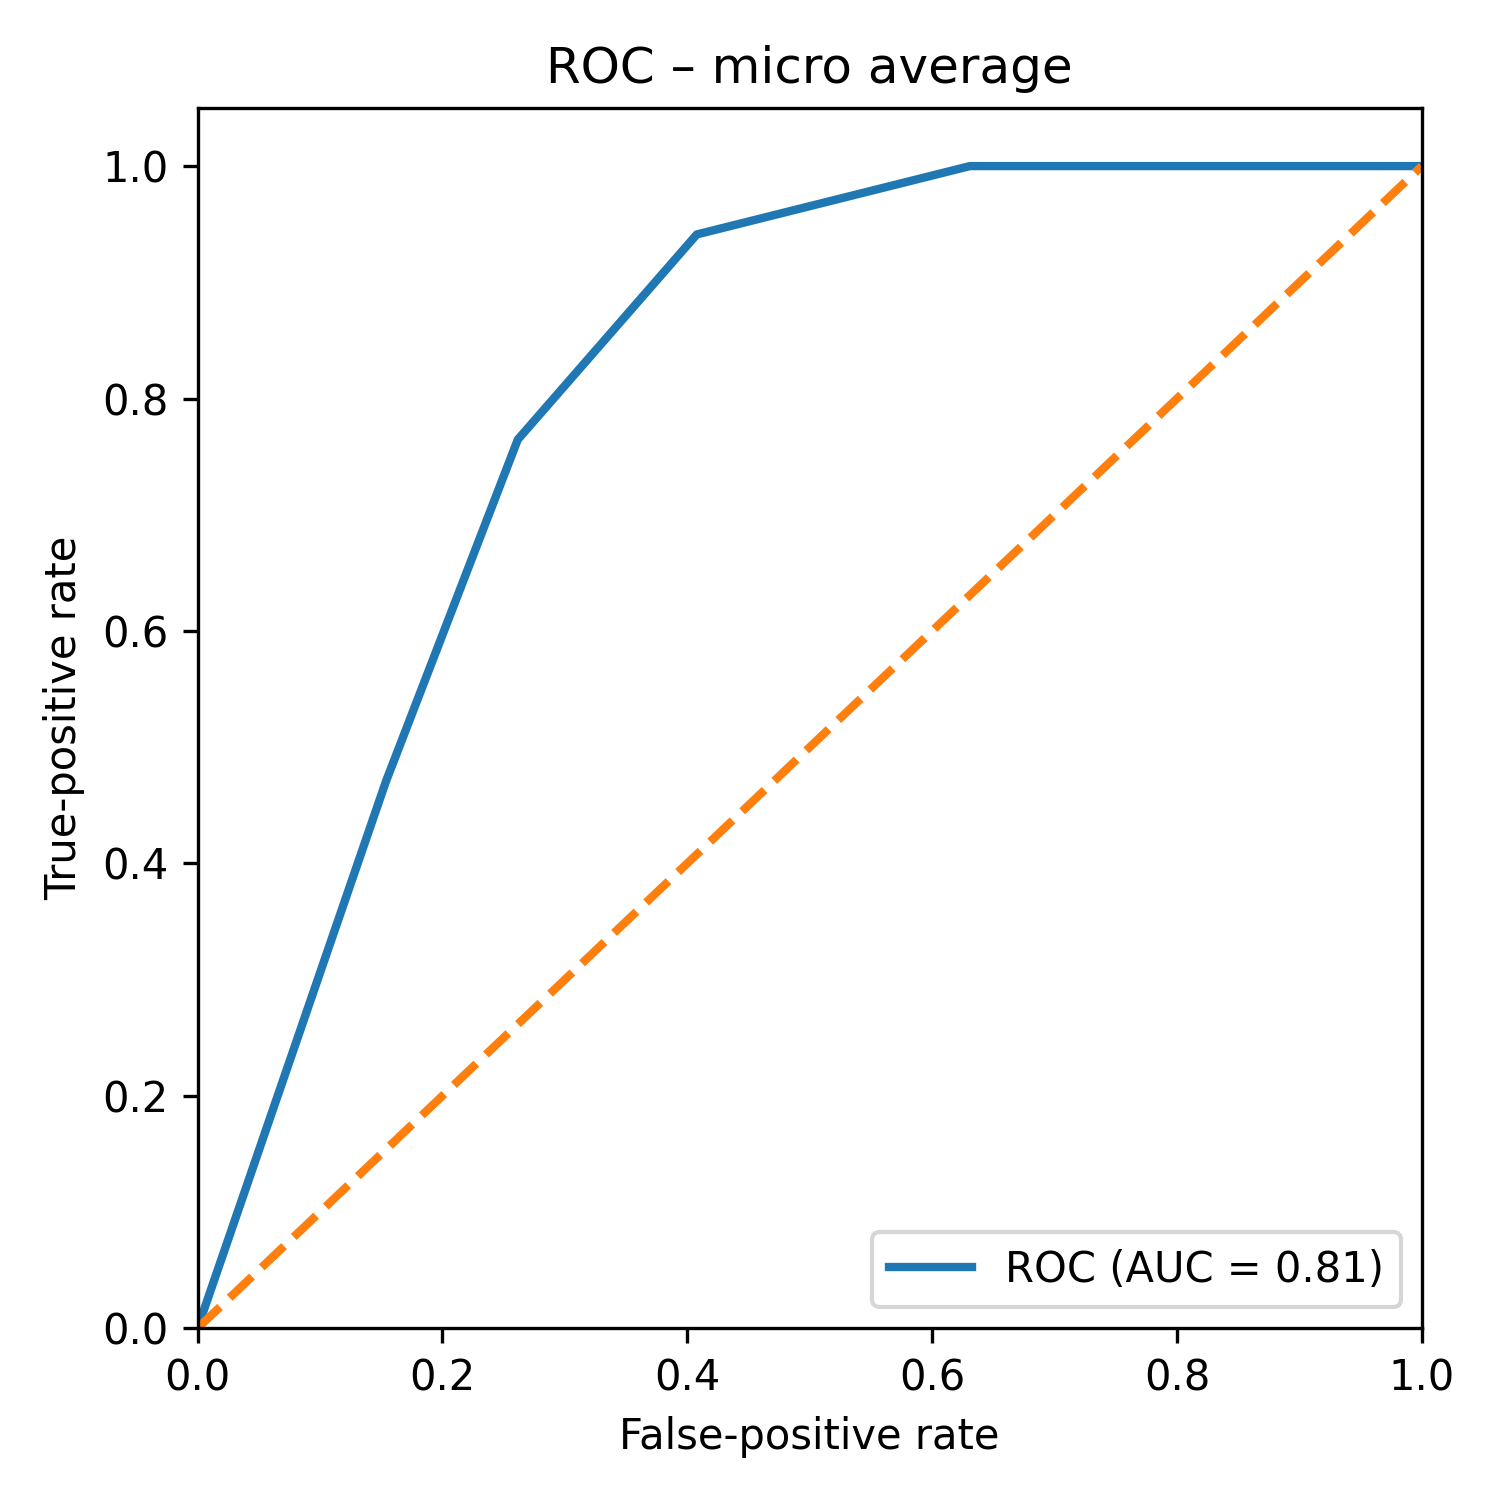 ROC – micro average
True-positive rate
1.0
0.8
0.6
0.4
0.2
0.0
ROC (AUC = 0.81)
0.0 0.2 0.4 0.6 0.8 1.0
False-positive rate